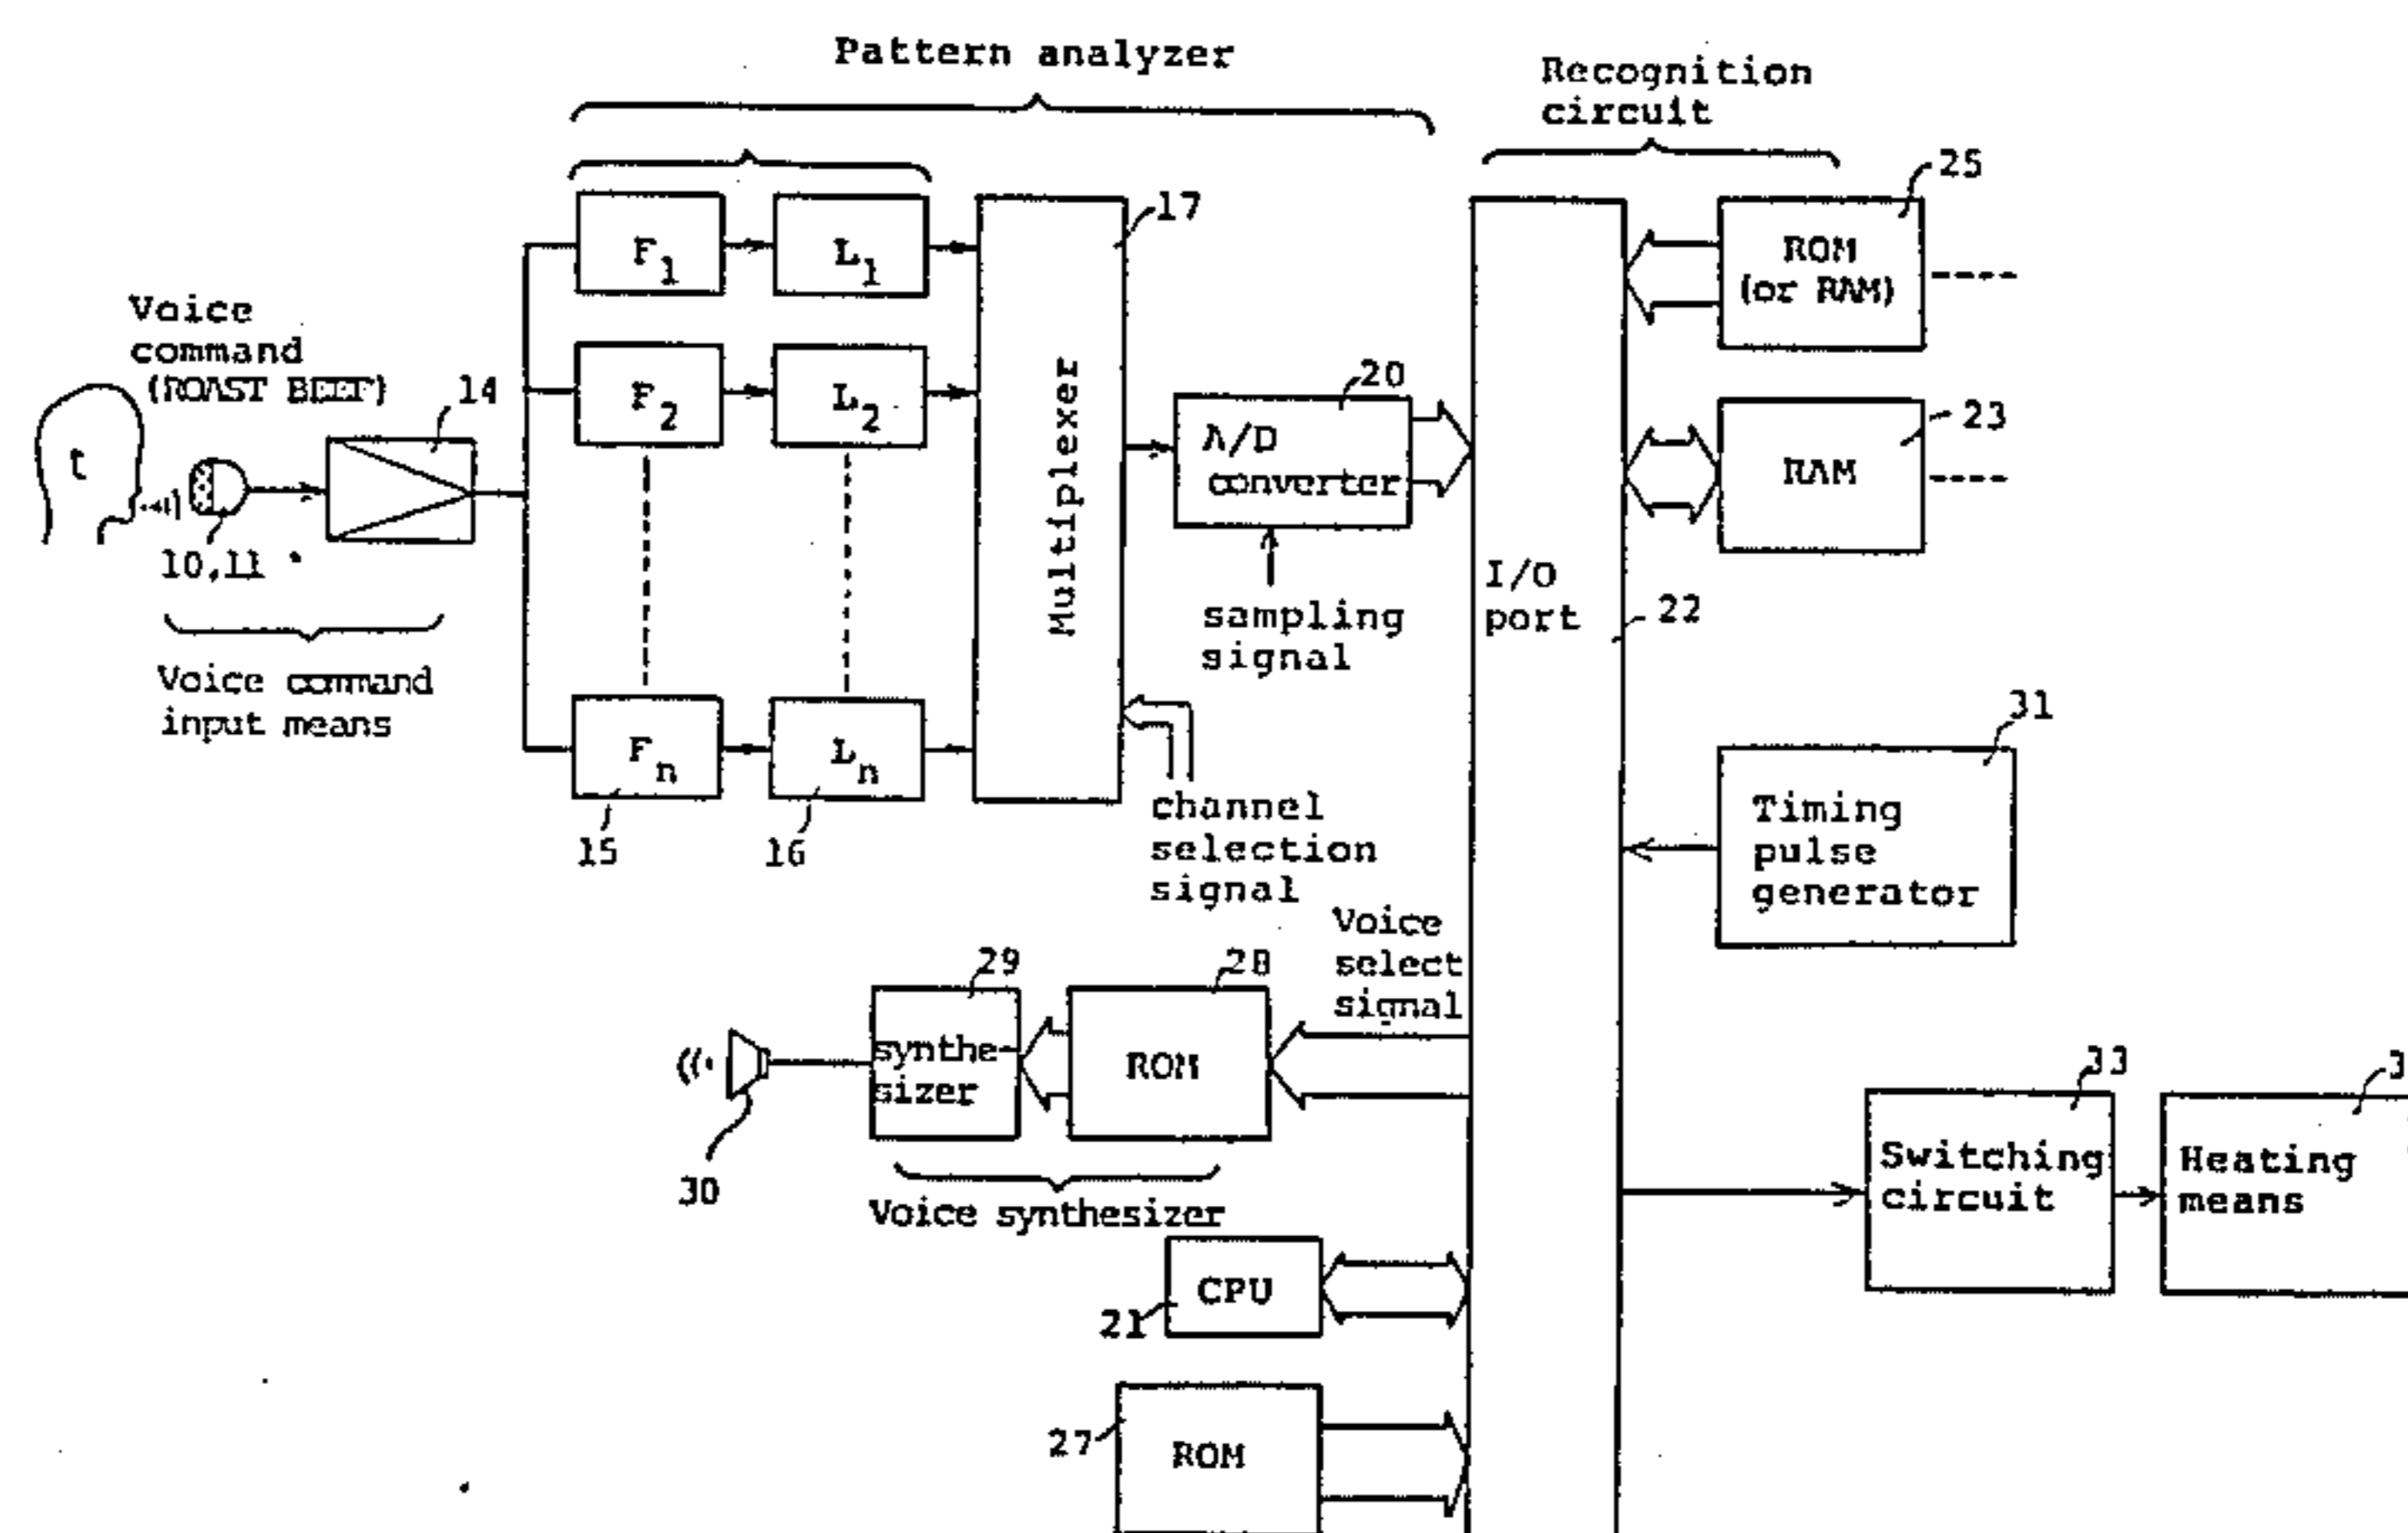 Pattern analyzer
Recognition
circuit
25
17
F1
L1
ROM
(or RAM)
Voice
command
(ROAST BEEF)
14
F2
L2
20
23
t
A/D
converter
RAM
Multiplexer
10,11
I/O
port
22
sampling
signal
Voice command
input means
31
Fn
Ln
channel
selection
signal
15
16
Timing
pulse
generator
Voice
select
signal
29
28
synthe-
sizer
ROM
33
30
Voice synthesizer
Switching
circuit
Heating
means
CPU
21
27
ROM